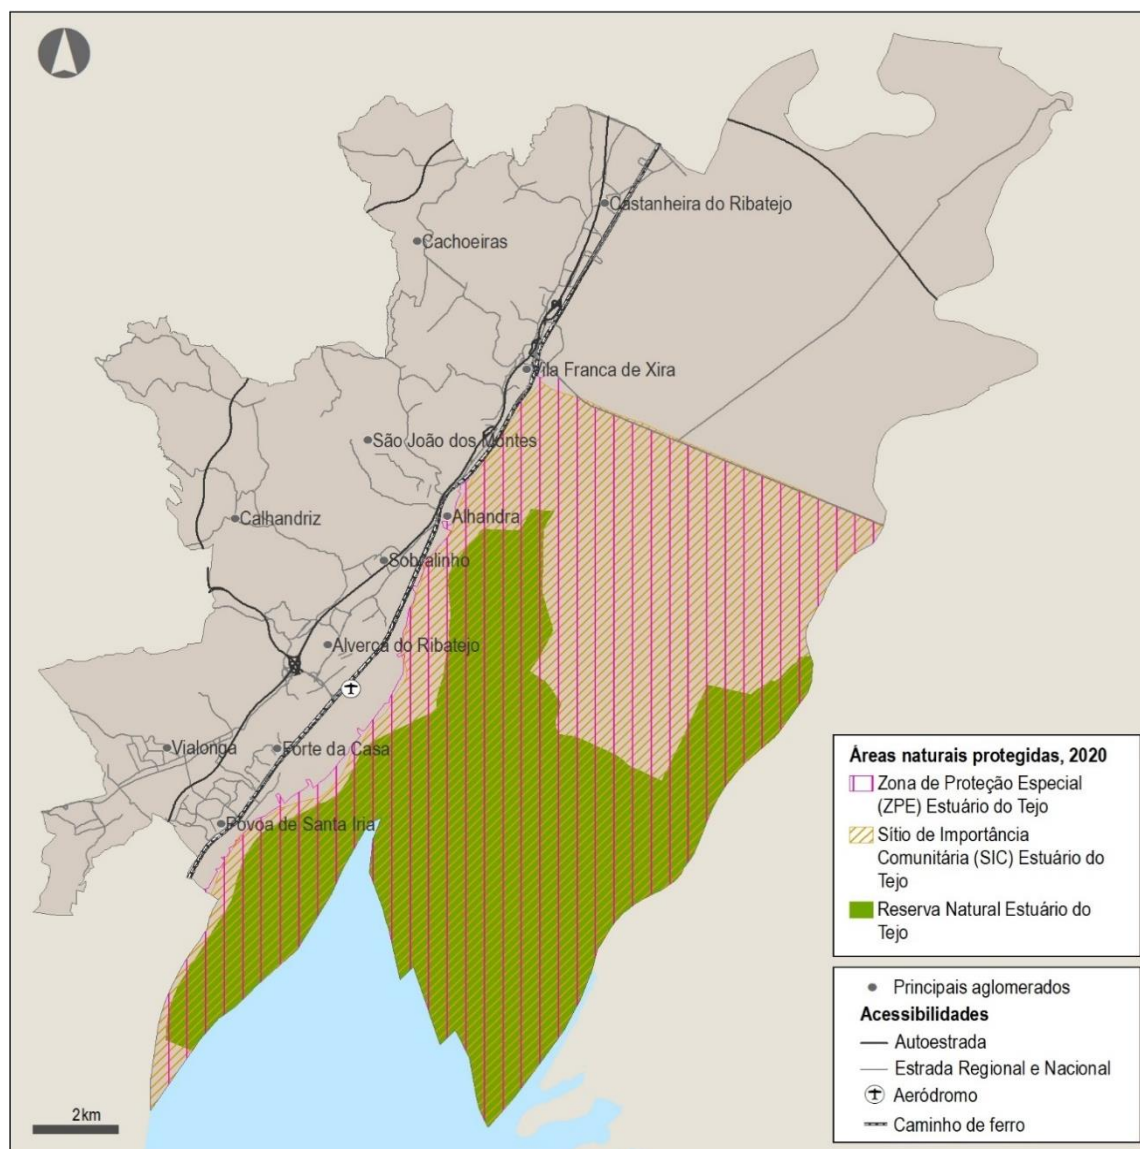 Castanheira do Ribatejo
Cachoeiras
Vila Franca de Xira
São João dos Montes
Alhandra
Calhandriz
Sobralinho
Alverca do Ribatejo
Vialonga
Forte da Casa
Póvoa de Santa Iria
Áreas naturais protegidas, 2020
Zona de Proteção Especial
(ZPE) Estuário do Tejo
Sítio de Importância
Comunitária (SIC) Estuário do
Tejo
Reserva Natural Estuário do
Tejo
Principais aglomerados
Acessibilidades
Autoestrada
Estrada Regional e Nacional
Aeródromo
Caminho de ferro
2km